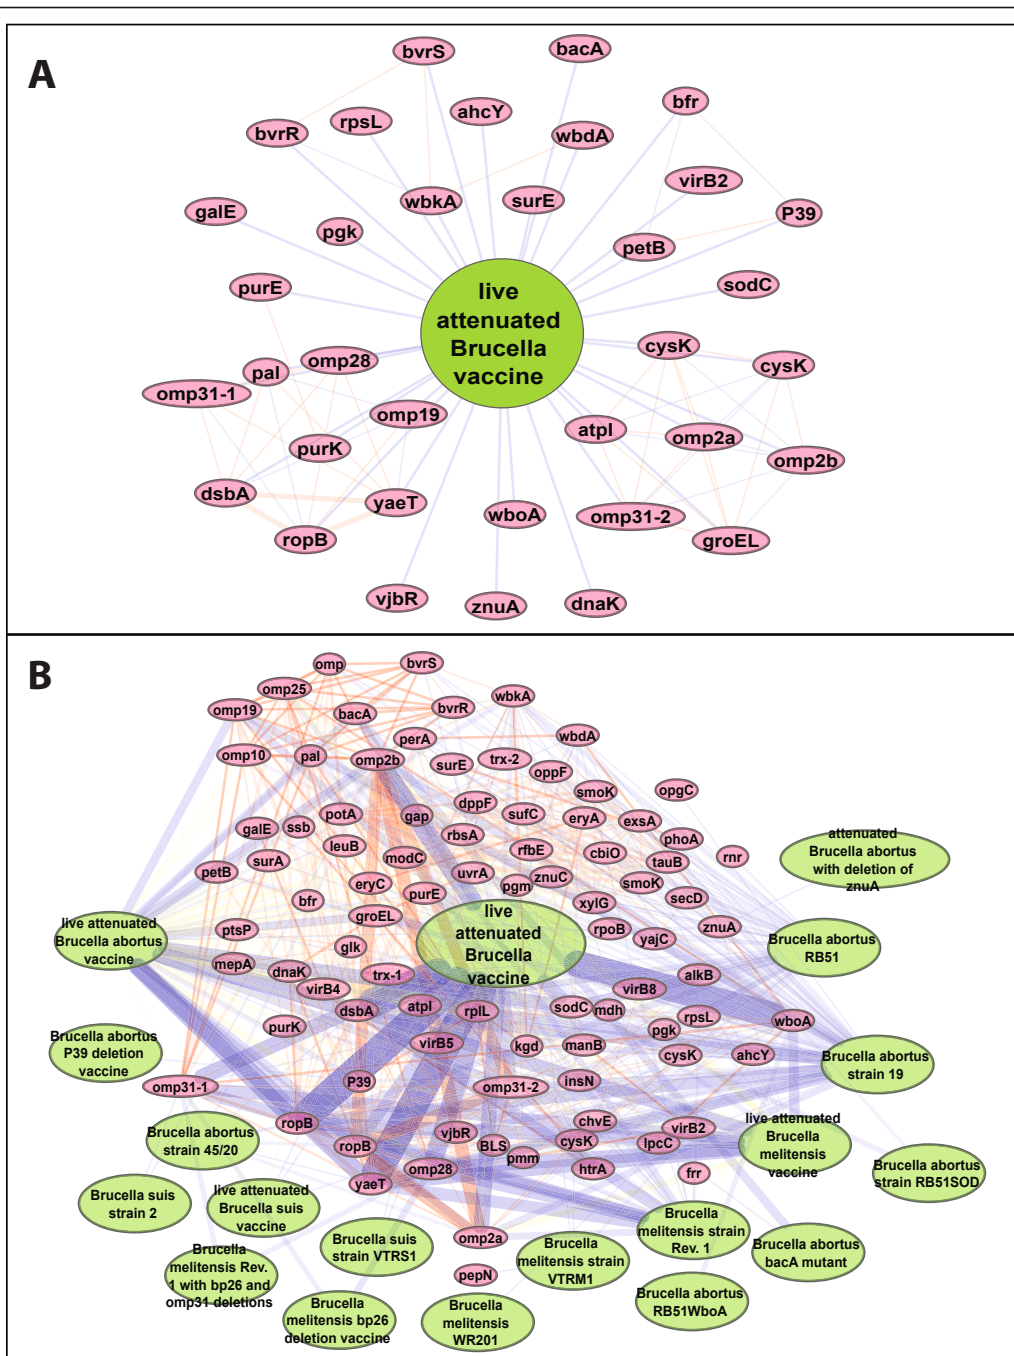 A
bvrS
bacA
bfr
ahcY
rpsL
bvrR
wbdA
virB2
wbkA
surE
galE
P39
pgk
petB
purE
sodC
live
attenuated
Brucella
vaccine
cysK
omp28
cysK
pal
omp31-1
omp19
atpI
omp2a
purK
omp2b
dsbA
yaeT
wboA
omp31-2
ropB
groEL
vjbR
znuA
dnaK
B
omp
bvrS
omp25
wbkA
omp19
bacA
bvrR
perA
wbdA
omp10
pal
omp2b
surE
trx-2
oppF
smoK
opgC
potA
gap
dppF
sufC
eryA
exsA
galE
ssb
rbsA
phoA
leuB
modC
rfbE
cbiO
tauB
rnr
attenuated
Brucella abortus
with deletion of
znuA
petB
surA
eryC
purE
uvrA
pgm
znuC
smoK
secD
bfr
xylG
groEL
live
attenuated
Brucella
vaccine
rpoB
znuA
live attenuated
Brucella abortus
vaccine
ptsP
glk
yajC
Brucella abortus
RB51
mepA
dnaK
trx-1
alkB
virB4
virB8
dsbA
atpI
rplL
sodC
mdh
rpsL
wboA
purK
pgk
virB5
kgd
manB
cysK
ahcY
Brucella abortus
P39 deletion
vaccine
Brucella abortus
strain 19
omp31-1
P39
omp31-2
insN
ropB
chvE
virB2
ropB
vjbR
BLS
cysK
lpcC
live attenuated
Brucella
melitensis
vaccine
Brucella abortus
strain 45/20
pmm
omp28
htrA
frr
Brucella abortus
strain RB51SOD
yaeT
Brucella suis
strain 2
live attenuated
Brucella suis
vaccine
Brucella
melitensis strain
Rev. 1
omp2a
Brucella suis
strain VTRS1
Brucella
melitensis strain
VTRM1
Brucella abortus
bacA mutant
Brucella
melitensis Rev.
1 with bp26 and
omp31 deletions
pepN
Brucella abortus
RB51WboA
Brucella
melitensis bp26
deletion vaccine
Brucella
melitensis
WR201